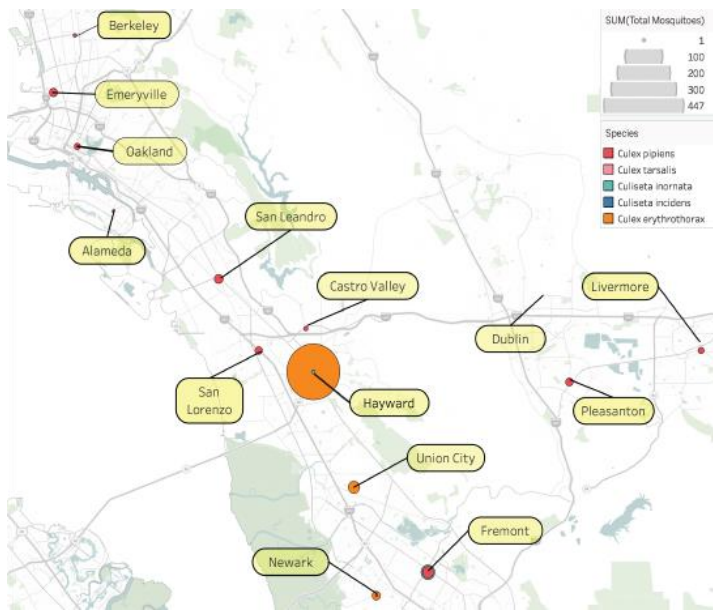 Berkeley
SUM(Total Mosquitoes)
1
100
200
300
447
Emeryville
Species
Culex pipiens
Culex tarsalis
Culiseta inornata
Culiseta incidens
Culex erythrothorax
Oakland
San Leandro
Alameda
Castro Valley
Livermore
Dublin
San
Lorenzo
Hayward
Pleasanton
Union City
Fremont
Newark